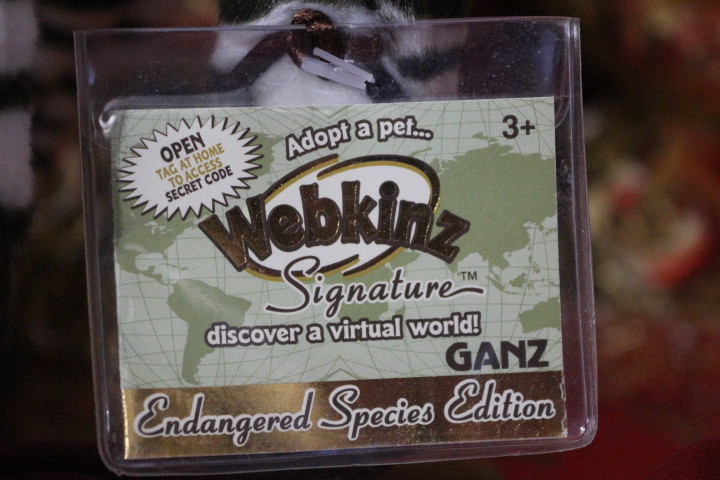 Adopt a pet...
3+
OPEN
TAG AT HOME
TO ACCESS
SECRET CODE
Webkinz
Signature™
discover a virtual world!
GANZ
Endangered Species Edition